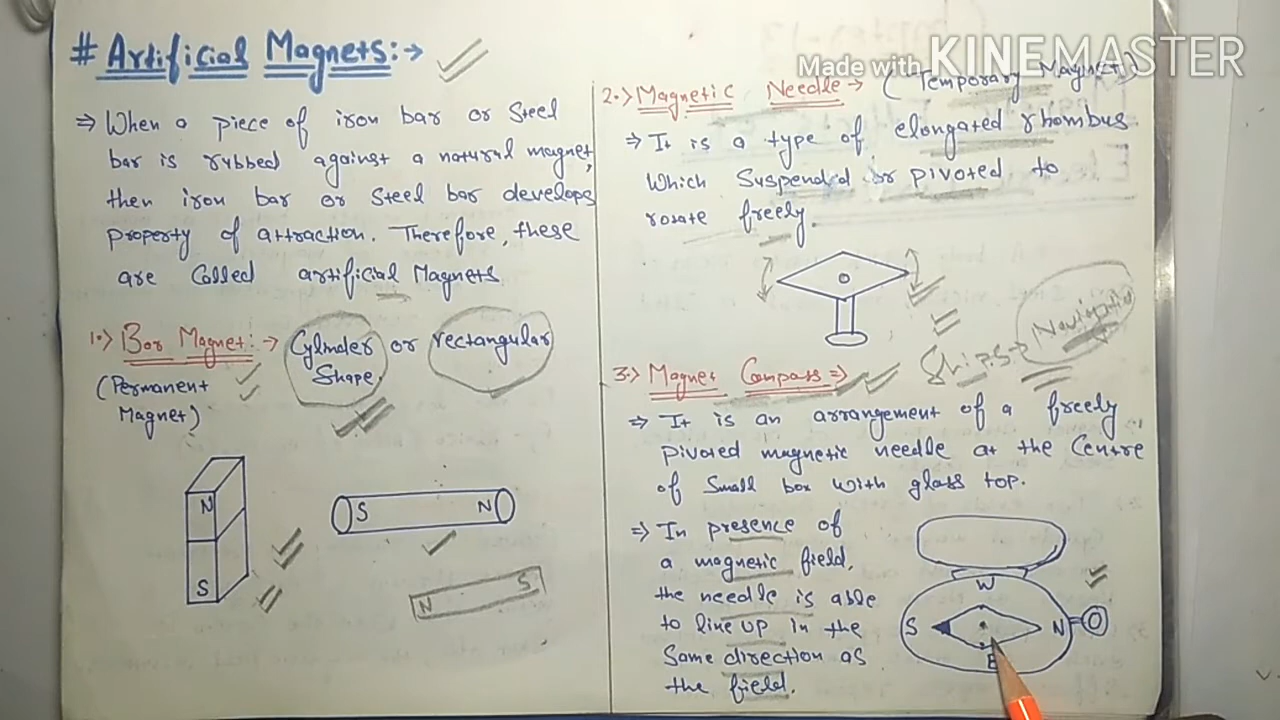 # Artificial Magnets:→
⇒ When a piece of iron bar or Steel
bar is rubbed against a natural magnet,
then iron bar or Steel bar develops
property of attraction. Therefore, these
are Called artificial Magnets
1.> Bar Magnet:→ Cylinder or rectangular
Shape.
(Permanent
Magnet)
N
S
S N
N S
Made with KINEMASTER
2.> Magnetic Needle→ (Temporary Magnet)
⇒ It is a type of elongated rhombus
Which Suspended or pivoted to
rotate freely.
Ships→
3.> Magnet Compass⇒
⇒ It is an arrangement of a freely
pivoted magnetic needle at the Centre
of Small box with glass top.
⇒ In presence of
a magnetic field,
the needle is able
to line up in the
Same direction as
the field.
W
S N
E